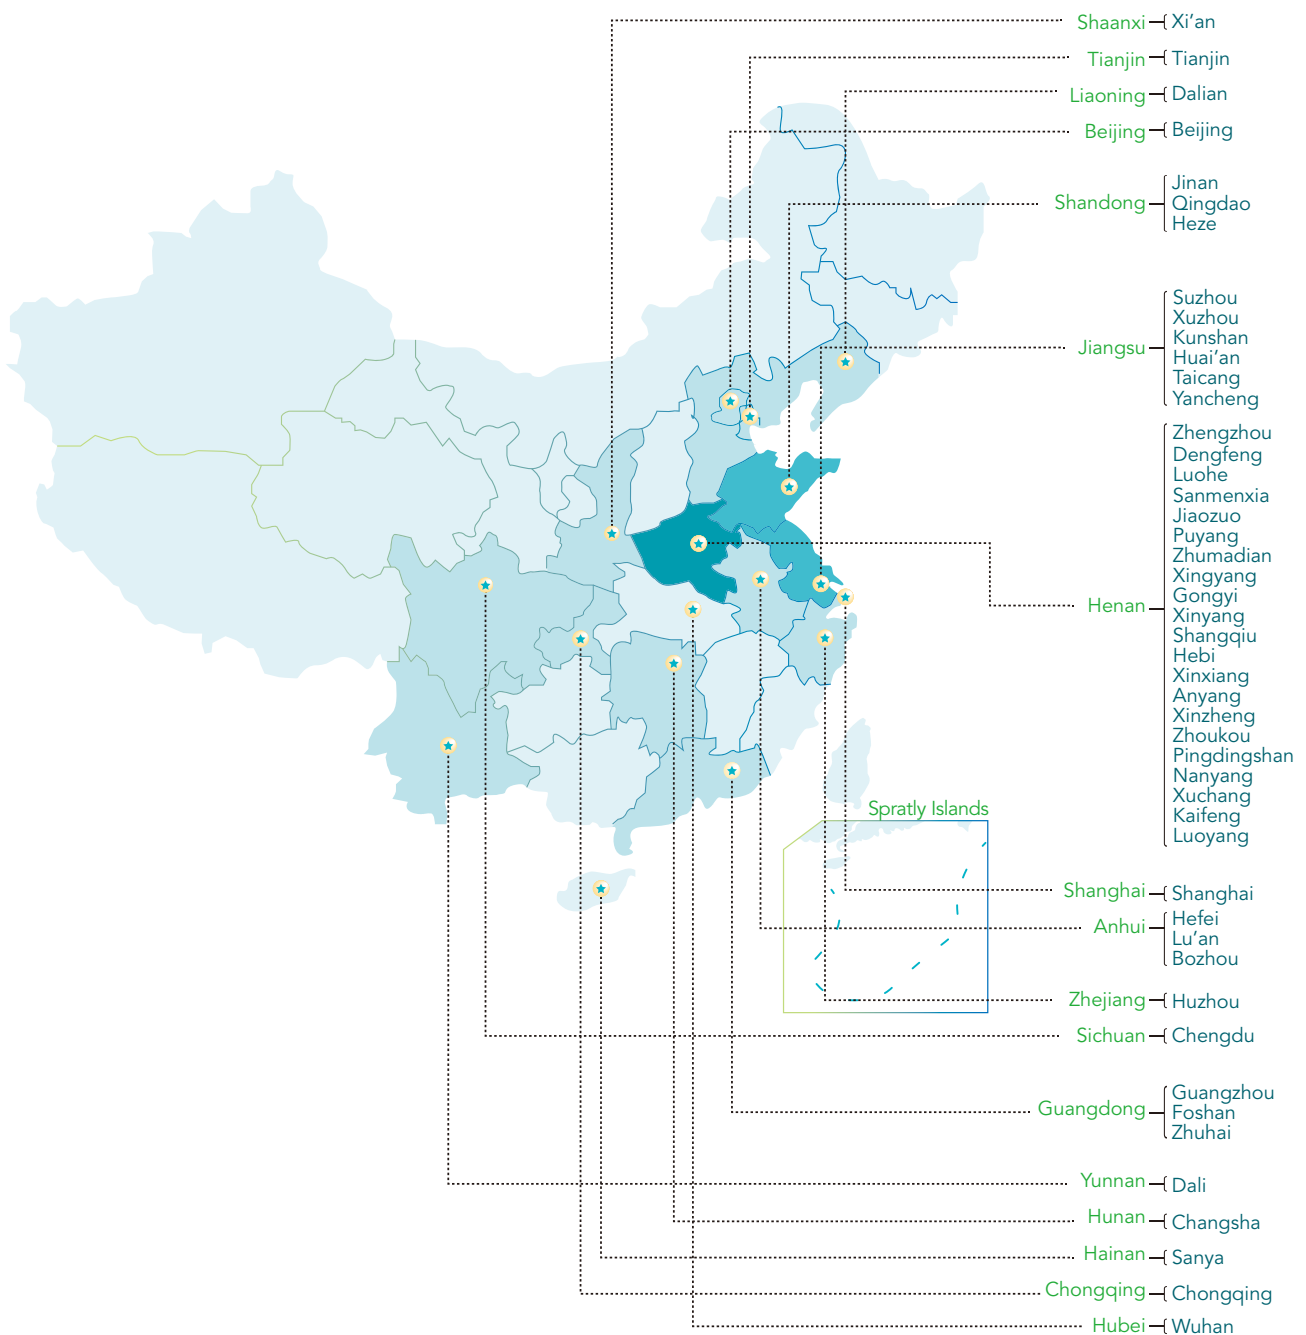 Shaanxi Xi’an
Tianjin Tianjin
Liaoning Dalian
Beijing Beijing
Shandong
Jinan
Qingdao
Heze
Jiangsu
Suzhou
Xuzhou
Kunshan
Huai’an
Taicang
Yancheng
Henan
Zhengzhou
Dengfeng
Luohe
Sanmenxia
Jiaozuo
Puyang
Zhumadian
Xingyang
Gongyi
Xinyang
Shangqiu
Hebi
Xinxiang
Anyang
Xinzheng
Zhoukou
Pingdingshan
Nanyang
Xuchang
Kaifeng
Luoyang
Spratly Islands
Shanghai Shanghai
Anhui
Hefei
Lu’an
Bozhou
Zhejiang Huzhou
Sichuan Chengdu
Guangdong
Guangzhou
Foshan
Zhuhai
Yunnan Dali
Hunan Changsha
Hainan Sanya
Chongqing Chongqing
Hubei Wuhan